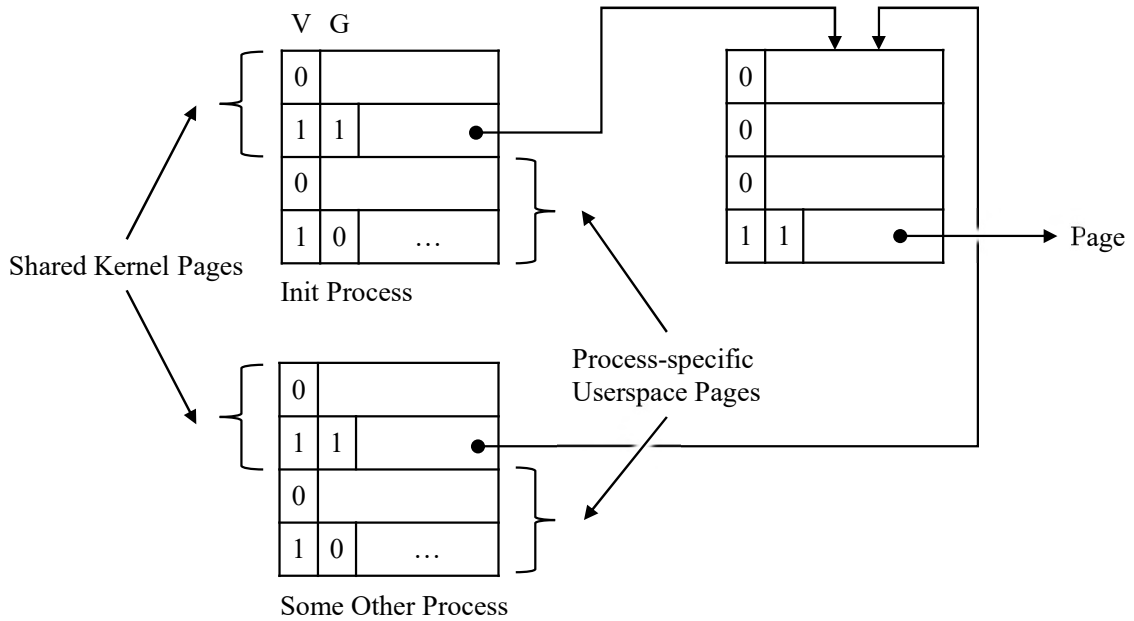 V G
0
1 1
0
1 0 …
Init Process
0
0
0
1 1
Page
Shared Kernel Pages
Process-specific
Userspace Pages
0
1 1
0
1 0 …
Some Other Process